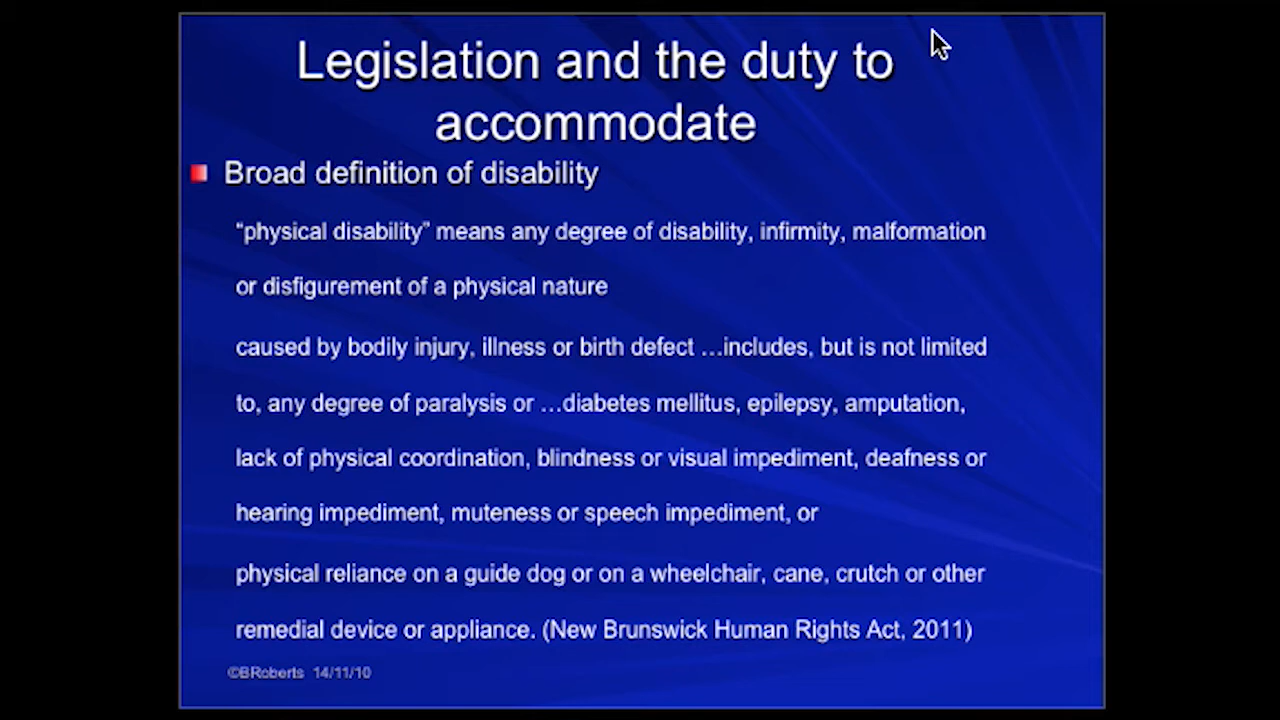 Legislation and the duty to
accommodate
Broad definition of disability
“physical disability” means any degree of disability, infirmity, malformation
or disfigurement of a physical nature
caused by bodily injury, illness or birth defect …includes, but is not limited
to, any degree of paralysis or …diabetes mellitus, epilepsy, amputation,
lack of physical coordination, blindness or visual impediment, deafness or
hearing impediment, muteness or speech impediment, or
physical reliance on a guide dog or on a wheelchair, cane, crutch or other
remedial device or appliance. (New Brunswick Human Rights Act, 2011)
©BRoberts 14/11/10